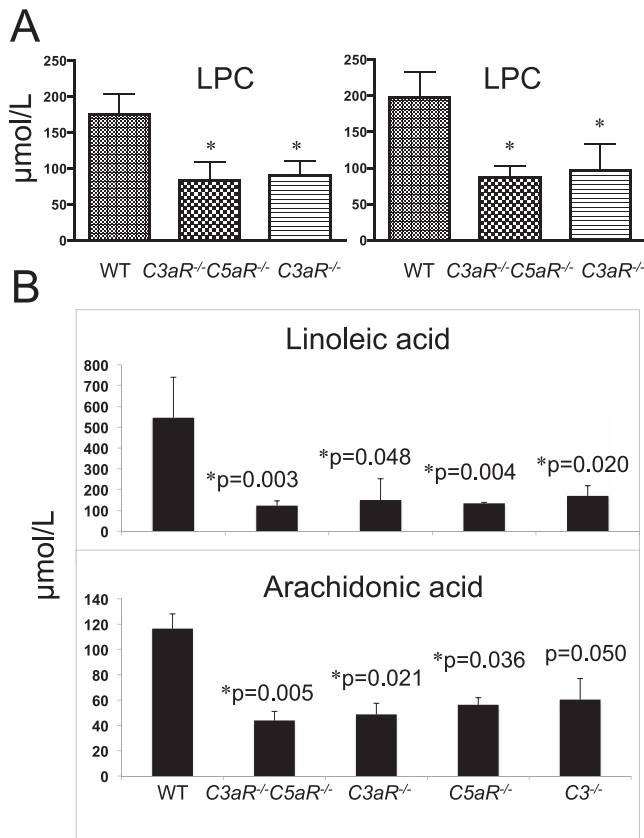 A
LPC
LPC
µmol/L
250
200
150
100
50
0
250
200
150
100
50
0
*
*
*
*
WT C3aR-/-C5aR-/- C3aR-/-
WT C3aR-/-C5aR-/- C3aR-/-
B
Linoleic acid
800
700
600
500
400
300
200
100
0
*p=0.003
*p=0.048
*p=0.004
*p=0.020
µmol/L
Arachidonic acid
140
120
100
80
60
40
20
0
*p=0.005
*p=0.021
*p=0.036
p=0.050
WT C3aR-/-C5aR-/- C3aR-/- C5aR-/- C3-/-